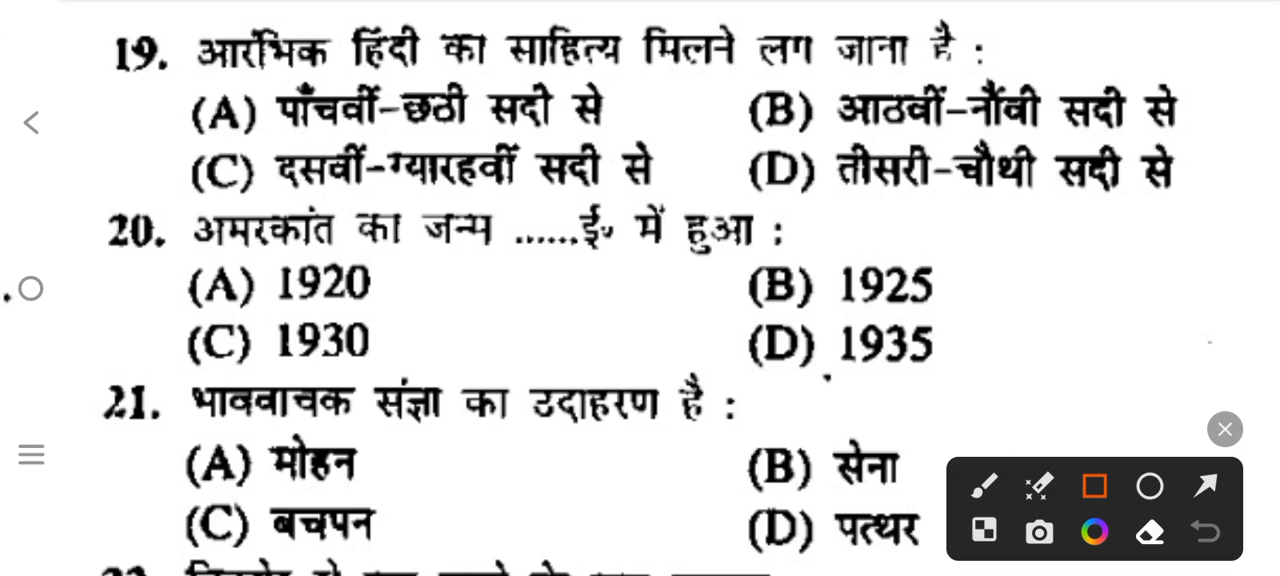 19. आरंभिक हिंदी का साहित्य मिलने लग जाना है :
(A) पाँचवीं-छठी सदी से (B) आठवीं-नौंवी सदी से
(C) दसवीं-ग्यारहवीं सदी से (D) तीसरी-चौथी सदी से
20. अमरकांत का जन्म ......ई॰ में हुआ :
(A) 1920 (B) 1925
(C) 1930 (D) 1935
21. भाववाचक संज्ञा का उदाहरण है :
(A) मोहन (B) सेना
(C) बचपन (D) पत्थर